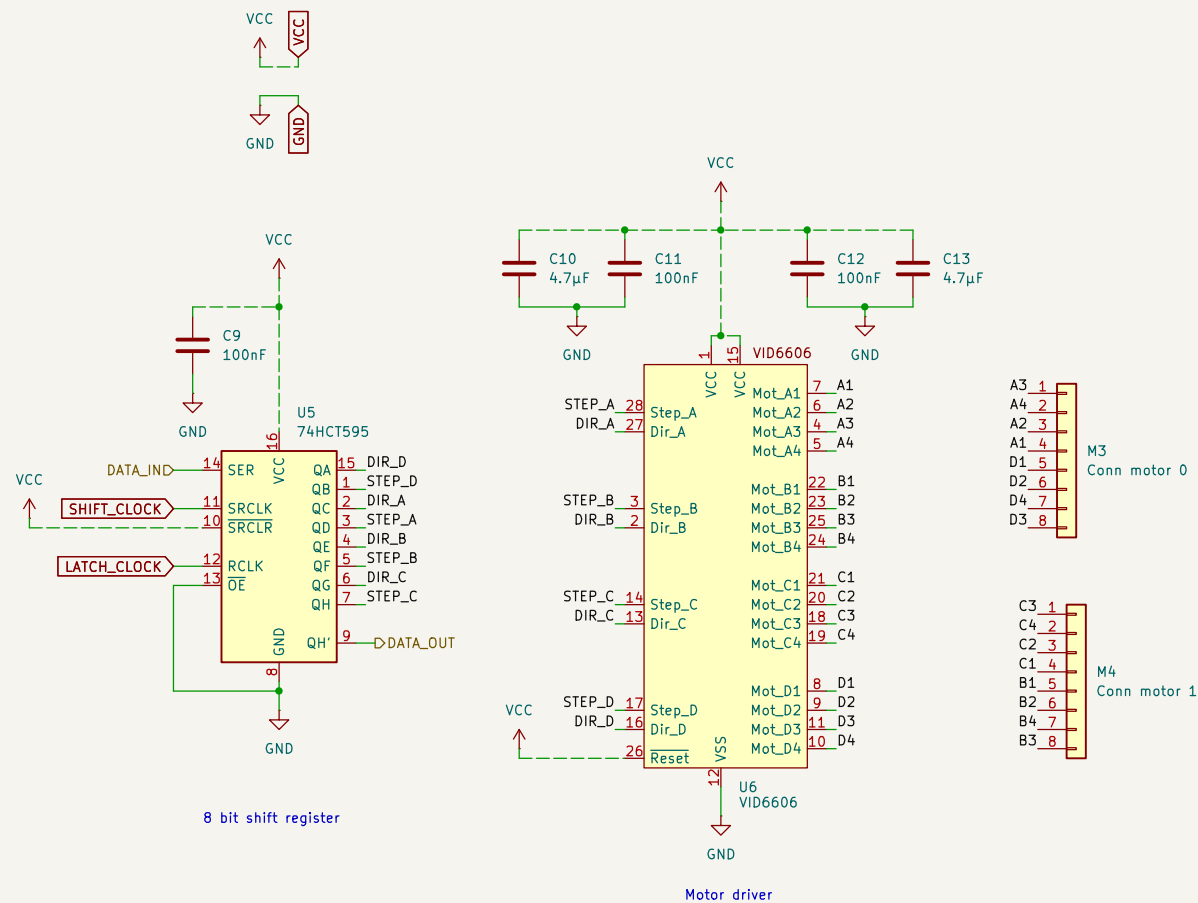 VCC
VCC
GND
GND
VCC
C9
100nF
GND
U5
74HCT595
16
VCC
DATA_IN
14
SER
VCC
SHIFT_CLOCK
11
SRCLK
10
SRCLR
LATCH_CLOCK
12
RCLK
13
OE
QA
15
DIR_D
QB
1
STEP_D
QC
2
DIR_A
QD
3
STEP_A
QE
4
DIR_B
QF
5
STEP_B
QG
6
DIR_C
QH
7
STEP_C
QH'
9
DATA_OUT
GND
8
GND
8 bit shift register
VCC
C10
4.7µF
C11
100nF
C12
100nF
C13
4.7µF
GND
GND
1
15
VID6606
VCC
VCC
STEP_A
28
Step_A
DIR_A
27
Dir_A
STEP_B
3
Step_B
DIR_B
2
Dir_B
STEP_C
14
Step_C
DIR_C
13
Dir_C
STEP_D
17
Step_D
DIR_D
16
Dir_D
VCC
26
Reset
Mot_A1
7
A1
Mot_A2
6
A2
Mot_A3
4
A3
Mot_A4
5
A4
Mot_B1
22
B1
Mot_B2
23
B2
Mot_B3
25
B3
Mot_B4
24
B4
Mot_C1
21
C1
Mot_C2
20
C2
Mot_C3
18
C3
Mot_C4
19
C4
Mot_D1
8
D1
Mot_D2
9
D2
Mot_D3
11
D3
Mot_D4
10
D4
VSS
12
U6
VID6606
GND
Motor driver
A3
1
A4
2
A2
3
A1
4
D1
5
D2
6
D4
7
D3
8
M3
Conn motor 0
C3
1
C4
2
C2
3
C1
4
B1
5
B2
6
B4
7
B3
8
M4
Conn motor 1